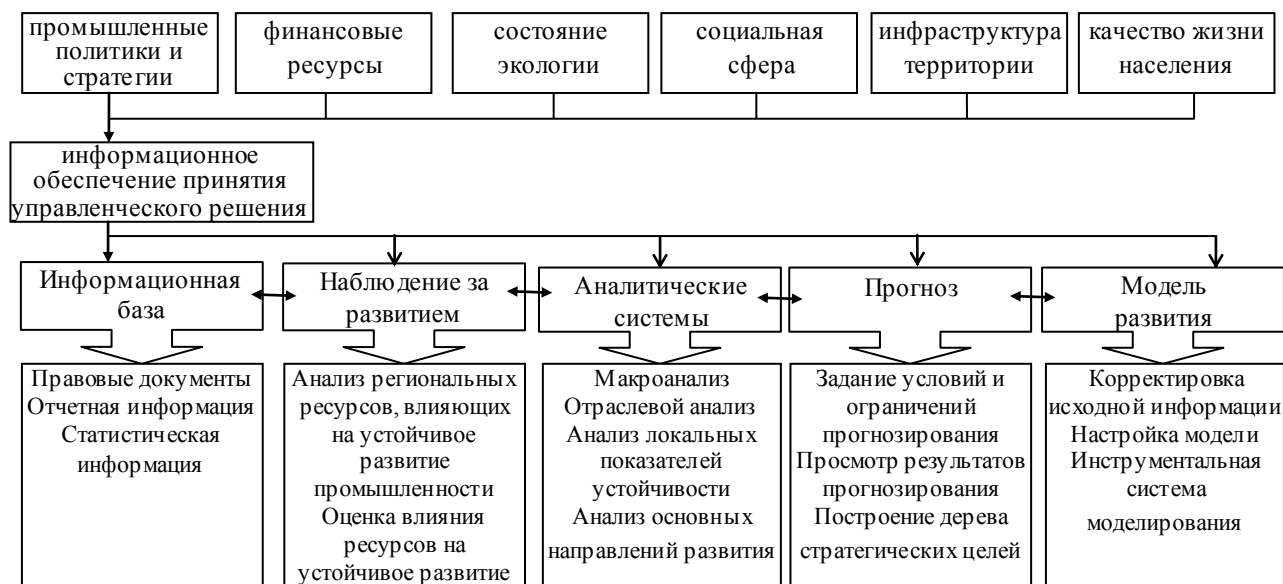 промышленные
политики и
стратегии
финансовые
ресурсы
состояние
экологии
социальная
сфера
инфраструктура
территории
качество жизни
населения
информационное
обеспечение принятия
управленческого решения
Информационная
база
Наблюдение за
развитием
Аналитические
системы
Прогноз
Модель
развития
Правовые документы
Отчетная информация
Статистическая
информация
Анализ региональных
ресурсов, влияющих
на устойчивое
развитие
промышленности
Оценка влияния
ресурсов на
устойчивое развитие
Макроанализ
Отраслевой анализ
Анализ локальных
показателей
устойчивости
Анализ основных
направлений развития
Задание условий и
ограничений
прогнозирования
Просмотр результатов
прогнозирования
Построение дерева
стратегических целей
Корректировка
исходной информации
Настройка модели
Инструментальная
система
моделирования